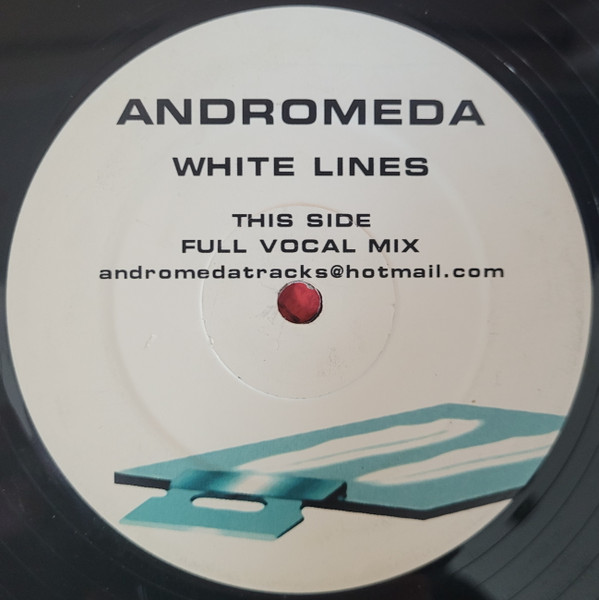 ANDROMEDA
WHITE LINES
THIS SIDE
FULL VOCAL MIX
andromedatracks@hotmail.com